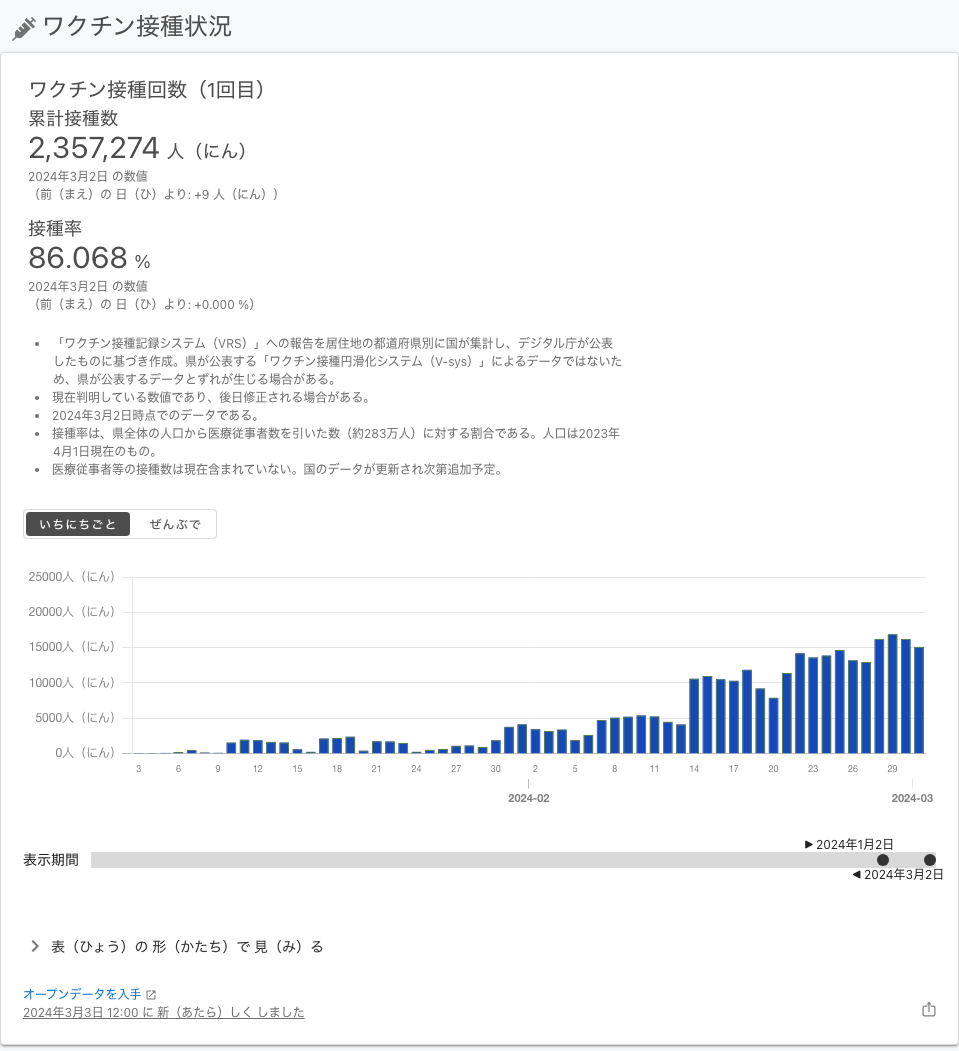 ワクチン接種状況
ワクチン接種回数（1回目）
累計接種数
2,357,274 人（にん）
2024年3月2日 の数値
（前（まえ）の 日（ひ）より: +9 人（にん））
接種率
86.068 %
2024年3月2日 の数値
（前（まえ）の 日（ひ）より: +0.000 %）
• 「ワクチン接種記録システム（VRS）」への報告を居住地の都道府県別に国が集計し、デジタル庁が公表
したものに基づき作成。県が公表する「ワクチン接種円滑化システム（V-sys）」によるデータではないた
め、県が公表するデータとずれが生じる場合がある。
• 現在判明している数値であり、後日修正される場合がある。
• 2024年3月2日時点でのデータである。
• 接種率は、県全体の人口から医療従事者数を引いた数（約283万人）に対する割合である。人口は2023年
4月1日現在のもの。
• 医療従事者等の接種数は現在含まれていない。国のデータが更新され次第追加予定。
いちにちごと ぜんぶで
25000人（にん）
20000人（にん）
15000人（にん）
10000人（にん）
5000人（にん）
0人（にん）
3 6 9 12 15 18 21 24 27 30 2 5 8 11 14 17 20 23 26 29
2024-02 2024-03
2024年1月2日
表示期間
2024年3月2日
表（ひょう）の 形（かたち）で 見（み）る
オープンデータを入手
2024年3月3日 12:00 に 新（あたら）しく しました